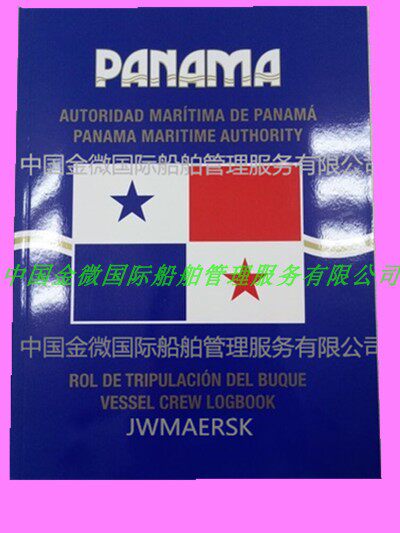 PANAMA
AUTORIDAD MARÍTIMA DE PANAMÁ
PANAMA MARITIME AUTHORITY
中国金微国际船舶管理服务有限公司
中国金微国际船舶管理服务有限公司
中国金微国际船舶管理服务有限公司
ROL DE TRIPULACIÓN DEL BUQUE
VESSEL CREW LOGBOOK
JWMAERSK